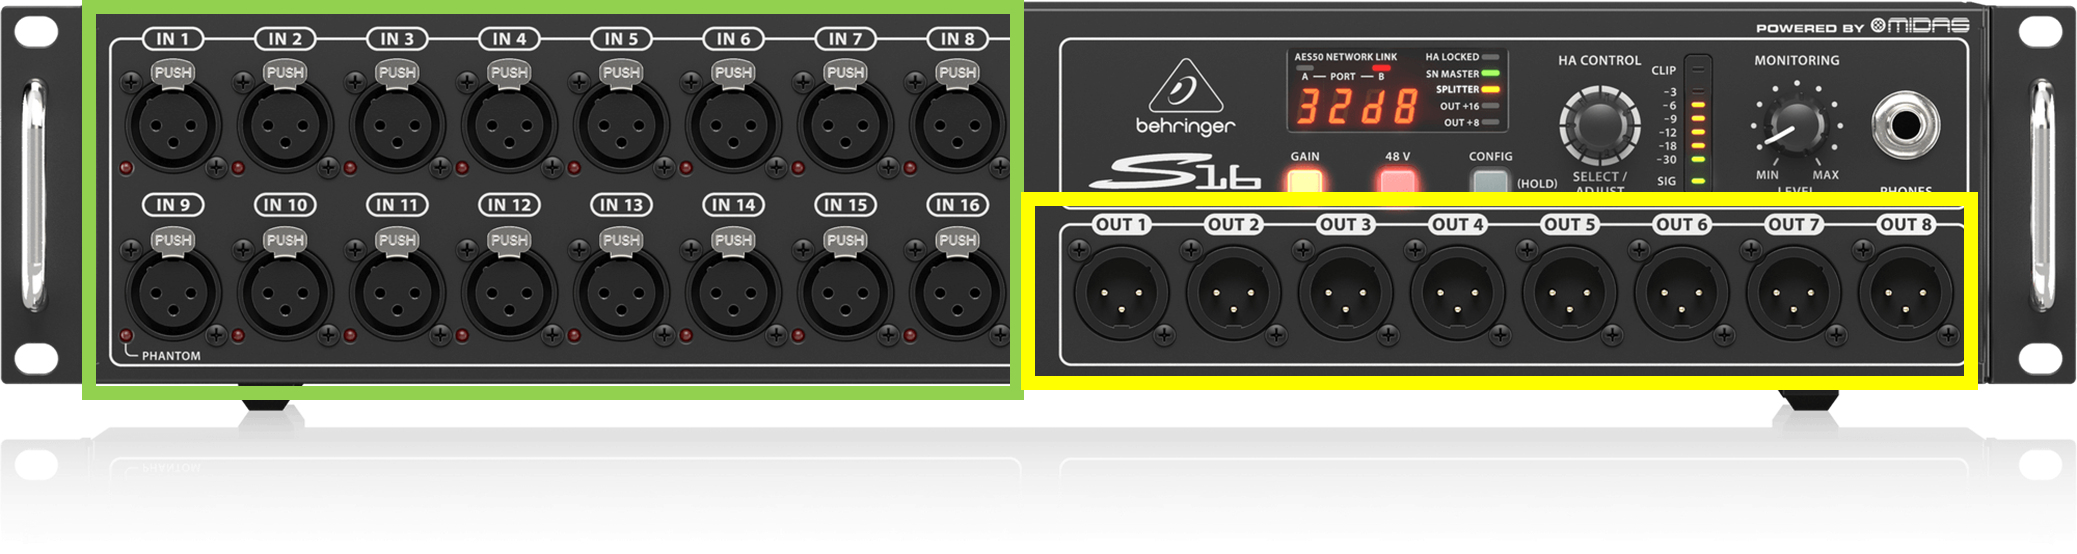 IN 1 IN 2 IN 3 IN 4 IN 5 IN 6 IN 7 IN 8
PUSH PUSH PUSH PUSH PUSH PUSH PUSH PUSH
IN 9 IN 10 IN 11 IN 12 IN 13 IN 14 IN 15 IN 16
PUSH PUSH PUSH PUSH PUSH PUSH PUSH PUSH
PHANTOM
POWERED BY MIDAS
behringer
S16
AES50 NETWORK LINK
A — PORT — B
32d8
HA LOCKED
SN MASTER
SPLITTER
OUT +16
OUT +8
GAIN
48 V
CONFIG
(HOLD)
HA CONTROL
SELECT /
ADJUST
CLIP
-3
-6
-9
-12
-18
-30
SIG
MONITORING
MIN MAX
LEVEL
PHONES
OUT 1 OUT 2 OUT 3 OUT 4 OUT 5 OUT 6 OUT 7 OUT 8